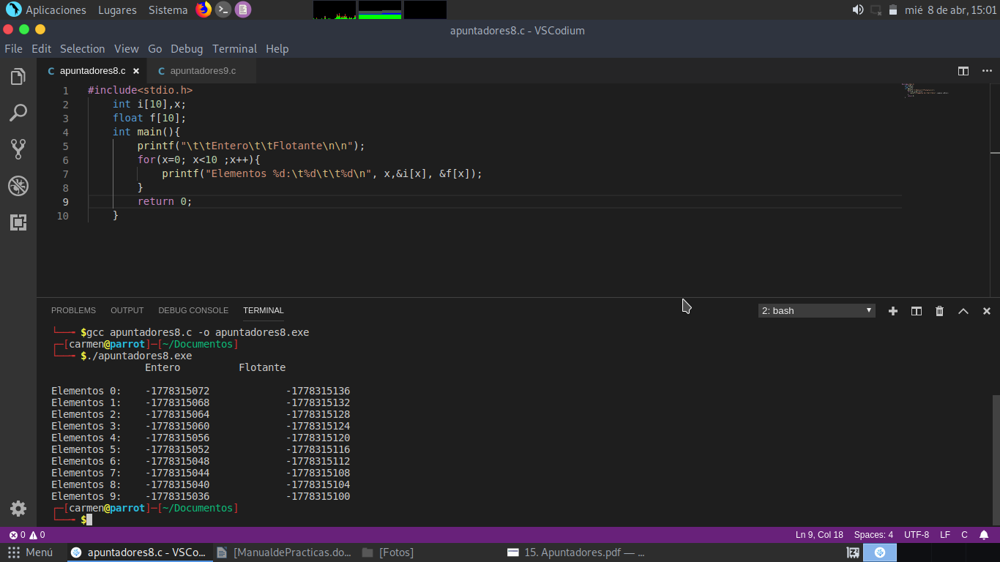 Aplicaciones Lugares Sistema mié 8 de abr, 15:01
apuntadores8.c - VSCodium
File Edit Selection View Go Debug Terminal Help
C apuntadores8.c × C apuntadores9.c
1 #include<stdio.h>
2 int i[10],x;
3 float f[10];
4 int main(){
5 printf("\t\tEntero\t\tFlotante\n\n");
6 for(x=0; x<10 ;x++){
7 printf("Elementos %d:\t%d\t\t%d\n", x,&i[x], &f[x]);
8 }
9 return 0;
10 }
PROBLEMS OUTPUT DEBUG CONSOLE TERMINAL 2: bash
└──╼ $gcc apuntadores8.c -o apuntadores8.exe
┌─[carmen@parrot]─[~/Documentos]
└──╼ $./apuntadores8.exe
Entero Flotante
Elementos 0: -1778315072 -1778315136
Elementos 1: -1778315068 -1778315132
Elementos 2: -1778315064 -1778315128
Elementos 3: -1778315060 -1778315124
Elementos 4: -1778315056 -1778315120
Elementos 5: -1778315052 -1778315116
Elementos 6: -1778315048 -1778315112
Elementos 7: -1778315044 -1778315108
Elementos 8: -1778315040 -1778315104
Elementos 9: -1778315036 -1778315100
┌─[carmen@parrot]─[~/Documentos]
└──╼ $
0 0 Ln 9, Col 18 Spaces: 4 UTF-8 LF C
Menú apuntadores8.c - VSCo... [ManualdePracticas.do... [Fotos] 15. Apuntadores.pdf — ...